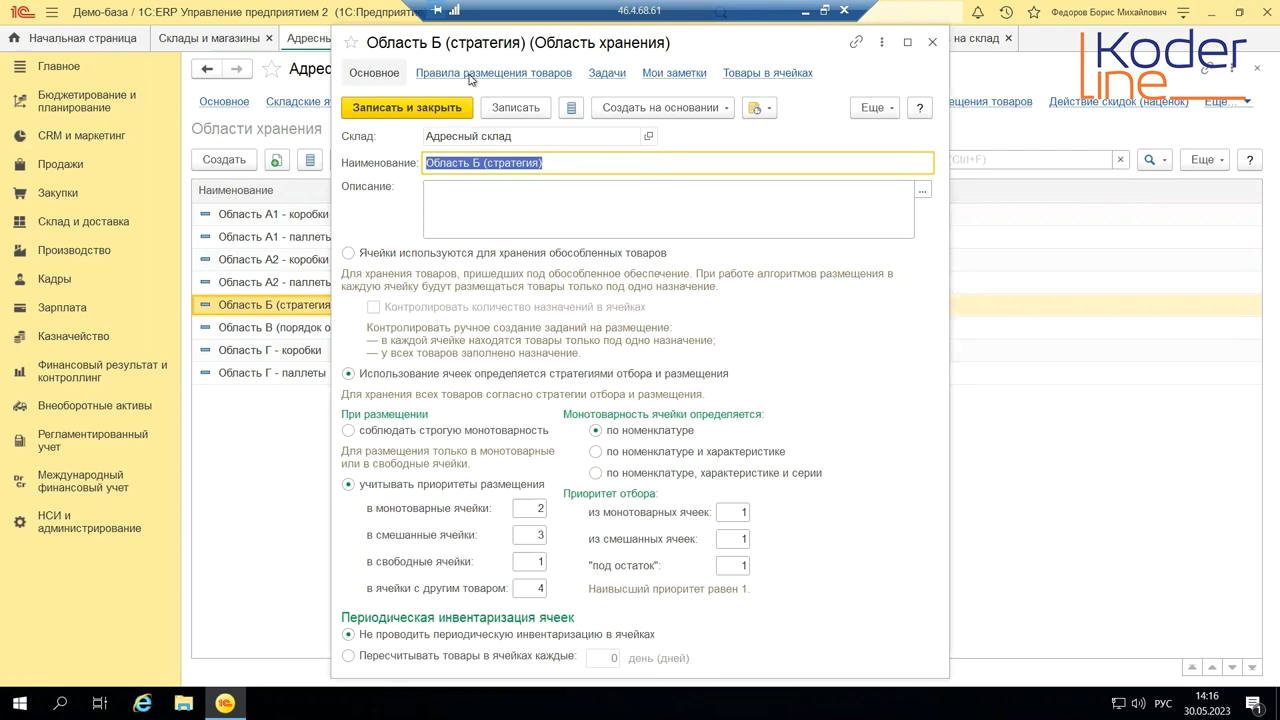 Демо-база / 1С:ERP Управление предприятием 2 (1С:Предприятие
46.4.68.61
Федоров Борис Михайлович
Начальная страница
Склады и магазины
Адресн
на склад
Koder
line
Главное
Бюджетирование и
планирование
CRM и маркетинг
Продажи
Закупки
Склад и доставка
Производство
Кадры
Зарплата
Казначейство
Финансовый результат и
контроллинг
Внеоборотные активы
Регламентированный
учет
Международный
финансовый учет
НСИ и
администрирование
Адрес
Основное
Складские я
ещения товаров
Действие скидок (наценок)
Еще...
Области хранения
Создать
(Ctrl+F)
Еще
?
Наименование
Область А1 - коробки
Область А1 - паллеты
Область А2 - коробки
Область А2 - паллеты
Область Б (стратегия
Область В (порядок о
Область Г - коробки
Область Г - паллеты
Область Б (стратегия) (Область хранения)
Основное
Правила размещения товаров
Задачи
Мои заметки
Товары в ячейках
Записать и закрыть
Записать
Создать на основании
Еще
?
Склад:
Адресный склад
Наименование:
Область Б (стратегия)
Описание:
...
Ячейки используются для хранения обособленных товаров
Для хранения товаров, пришедших под обособленное обеспечение. При работе алгоритмов размещения в
каждую ячейку будут размещаться товары только под одно назначение.
Контролировать количество назначений в ячейках
Контролировать ручное создание заданий на размещение:
— в каждой ячейке находятся товары только под одно назначение;
— у всех товаров заполнено назначение.
Использование ячеек определяется стратегиями отбора и размещения
Для хранения всех товаров согласно стратегии отбора и размещения.
При размещении
Монотоварность ячейки определяется:
соблюдать строгую монотоварность
по номенклатуре
Для размещения только в монотоварные
или в свободные ячейки.
по номенклатуре и характеристике
по номенклатуре, характеристике и серии
учитывать приоритеты размещения
Приоритет отбора:
в монотоварные ячейки: 2
из монотоварных ячеек: 1
в смешанные ячейки: 3
из смешанных ячеек: 1
в свободные ячейки: 1
"под остаток": 1
в ячейки с другим товаром: 4
Наивысший приоритет равен 1.
Периодическая инвентаризация ячеек
Не проводить периодическую инвентаризацию в ячейках
Пересчитывать товары в ячейках каждые: 0 день (дней)
РУС
14:16
30.05.2023
1